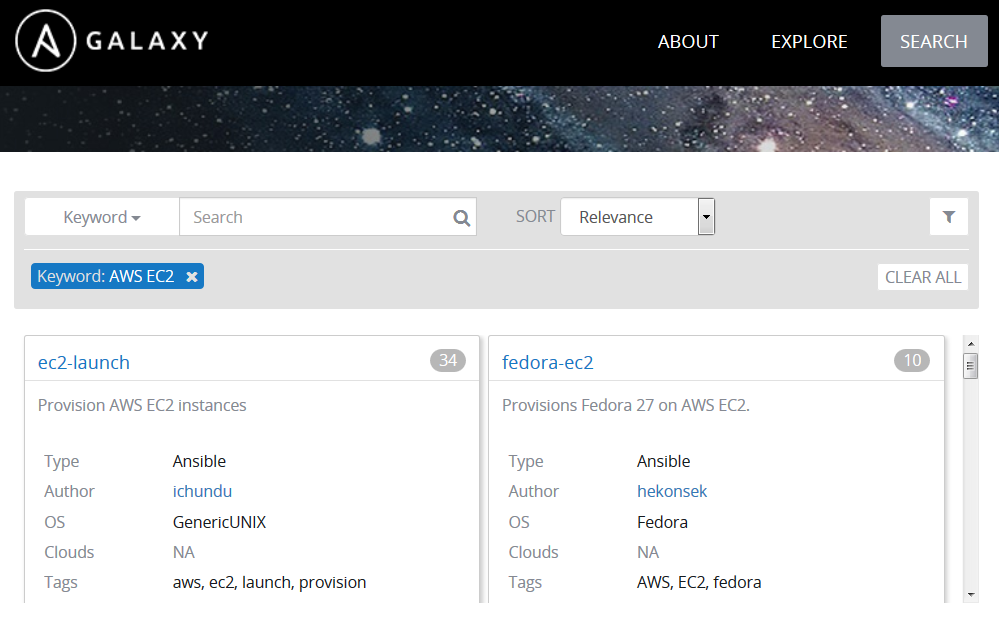 GALAXY
ABOUT EXPLORE SEARCH
Keyword Search SORT Relevance
Keyword: AWS EC2 CLEAR ALL
ec2-launch 34
Provision AWS EC2 instances
Type Ansible
Author ichundu
OS GenericUNIX
Clouds NA
Tags aws, ec2, launch, provision
fedora-ec2 10
Provisions Fedora 27 on AWS EC2.
Type Ansible
Author hekonsek
OS Fedora
Clouds NA
Tags AWS, EC2, fedora